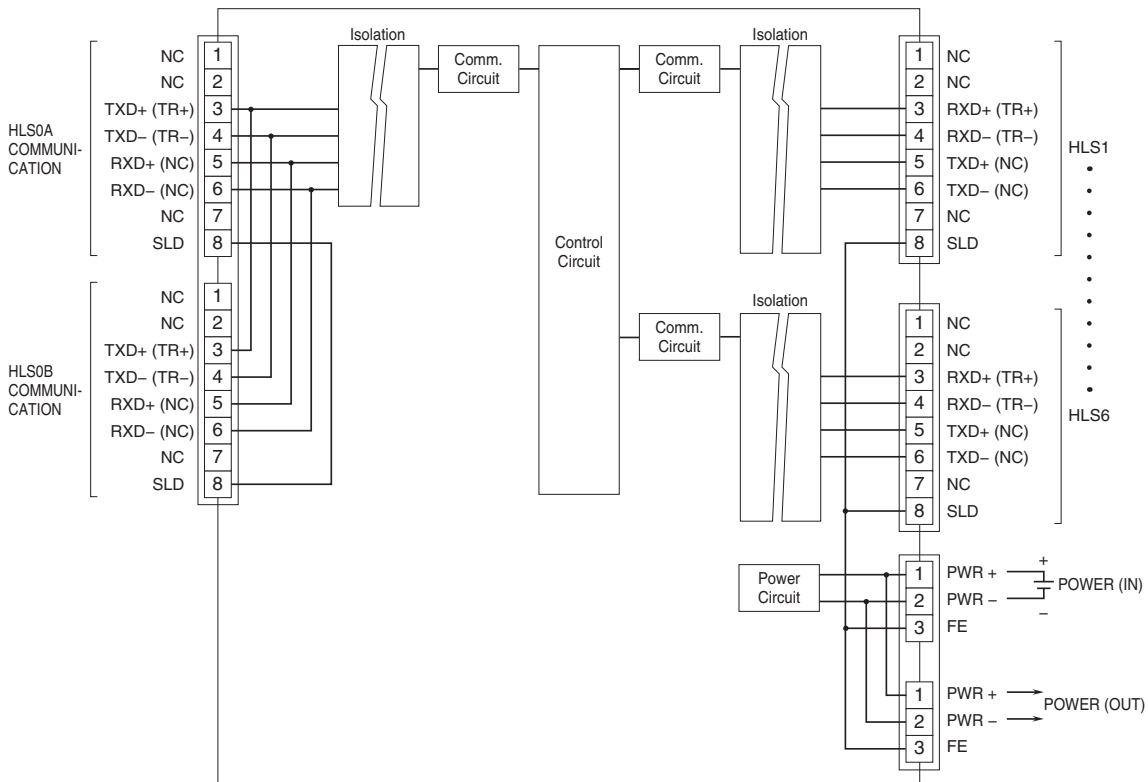 HLS0A
COMMUNI-
CATION
NC 1
NC 2
TXD+ (TR+) 3
TXD− (TR−) 4
RXD+ (NC) 5
RXD− (NC) 6
NC 7
SLD 8
HLS0B
COMMUNI-
CATION
NC 1
NC 2
TXD+ (TR+) 3
TXD− (TR−) 4
RXD+ (NC) 5
RXD− (NC) 6
NC 7
SLD 8
Isolation
Comm.
Circuit
Control
Circuit
Comm.
Circuit
Isolation
Comm.
Circuit
Isolation
Power
Circuit
1 NC
2 NC
3 RXD+ (TR+)
4 RXD− (TR−)
5 TXD+ (NC)
6 TXD− (NC)
7 NC
8 SLD
HLS1
1 NC
2 NC
3 RXD+ (TR+)
4 RXD− (TR−)
5 TXD+ (NC)
6 TXD− (NC)
7 NC
8 SLD
HLS6
1 PWR +
2 PWR −
3 FE
+
POWER (IN)
−
1 PWR +
2 PWR −
3 FE
POWER (OUT)